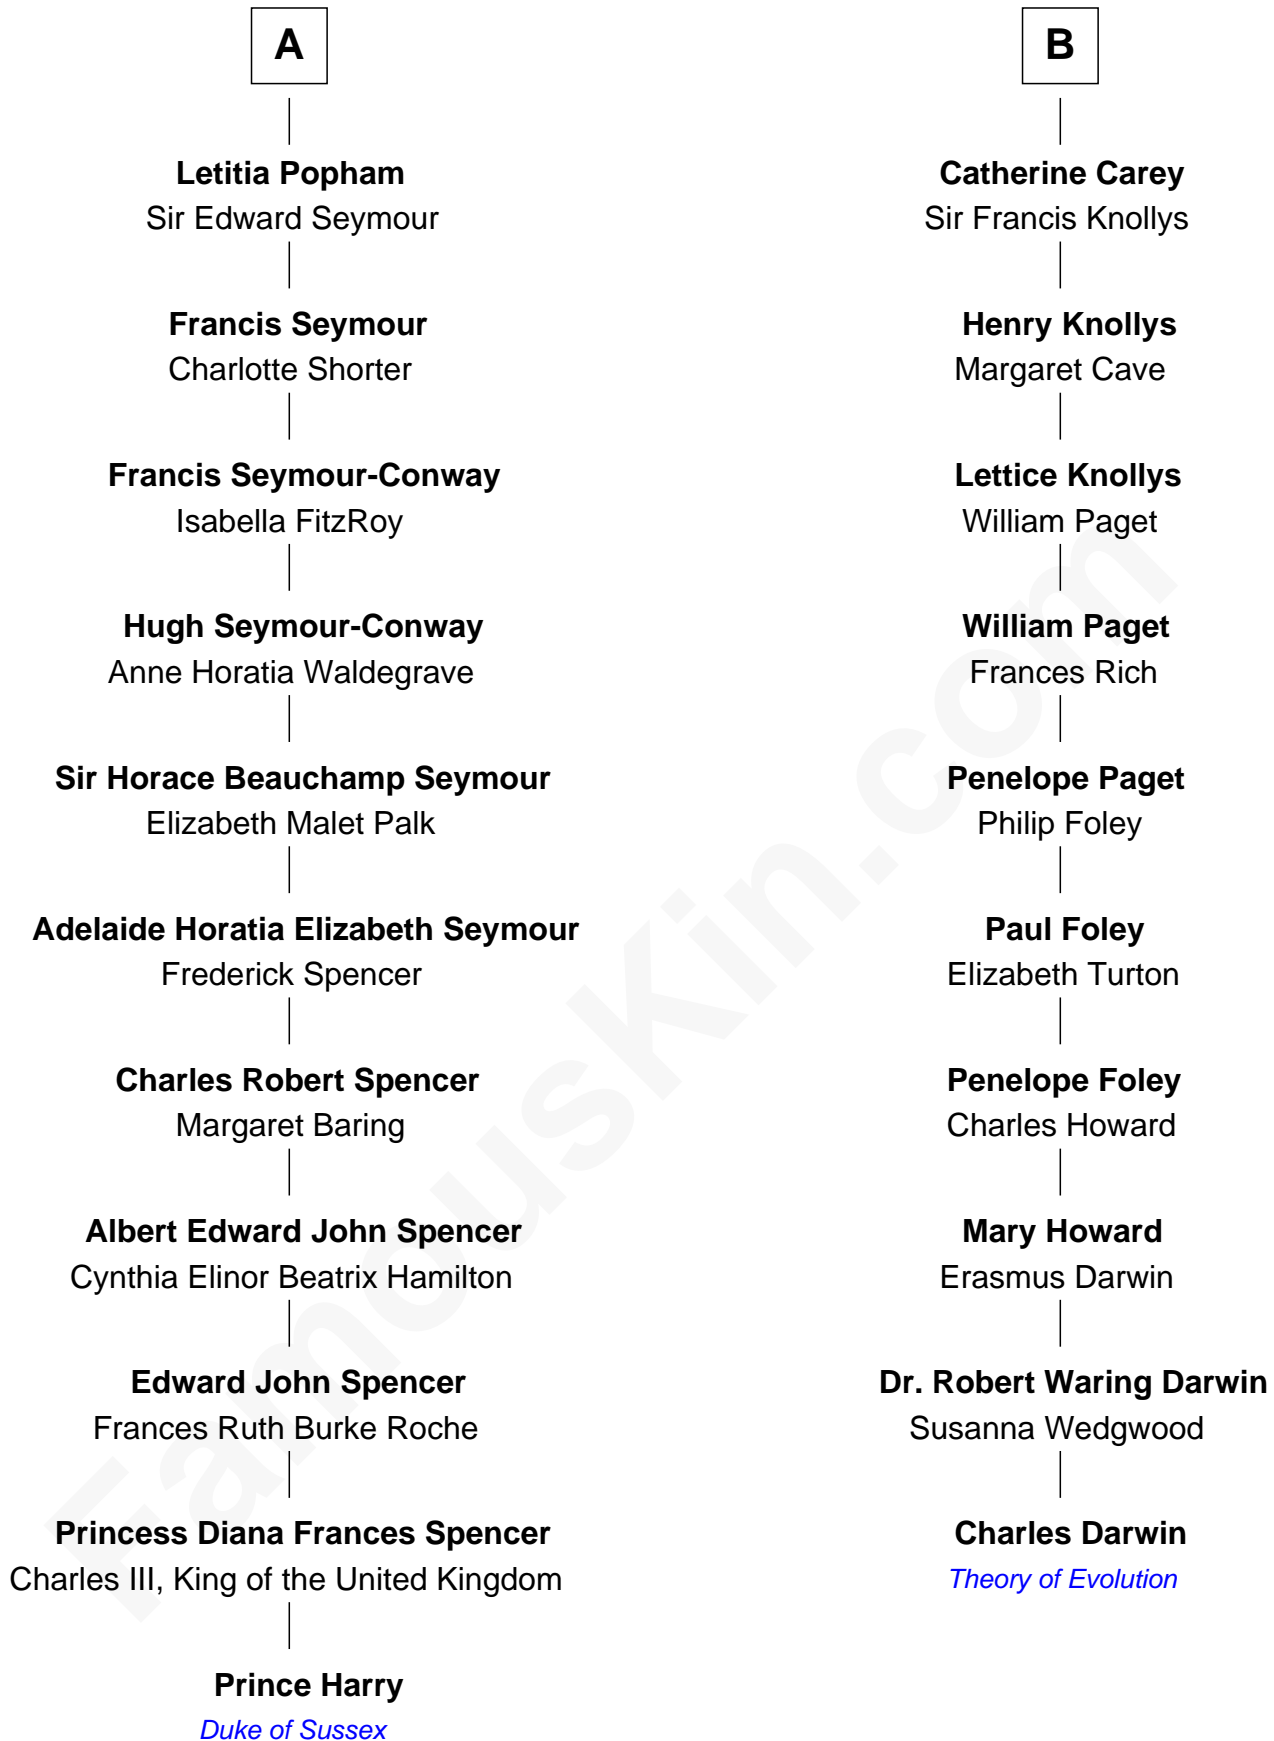 A
Letitia Popham
Sir Edward Seymour
Francis Seymour
Charlotte Shorter
Francis Seymour-Conway
Isabella FitzRoy
Hugh Seymour-Conway
Anne Horatia Waldegrave
Sir Horace Beauchamp Seymour
Elizabeth Malet Palk
Adelaide Horatia Elizabeth Seymour
Frederick Spencer
Charles Robert Spencer
Margaret Baring
Albert Edward John Spencer
Cynthia Elinor Beatrix Hamilton
Edward John Spencer
Frances Ruth Burke Roche
Princess Diana Frances Spencer
Charles III, King of the United Kingdom
Prince Harry
Duke of Sussex
B
Catherine Carey
Sir Francis Knollys
Henry Knollys
Margaret Cave
Lettice Knollys
William Paget
William Paget
Frances Rich
Penelope Paget
Philip Foley
Paul Foley
Elizabeth Turton
Penelope Foley
Charles Howard
Mary Howard
Erasmus Darwin
Dr. Robert Waring Darwin
Susanna Wedgwood
Charles Darwin
Theory of Evolution
FamousKin.com